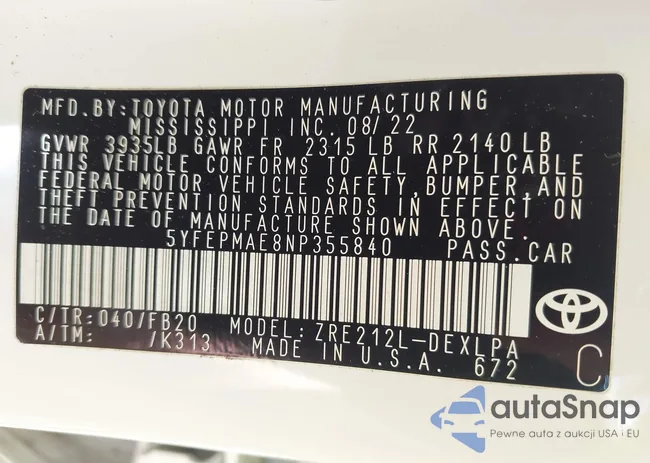 MFD.BY:TOYOTA MOTOR MANUFACTURING
MISSISSIPPI INC. 08/22
GVWR 3935LB GAWR FR 2315 LB RR 2140LB
THIS VEHICLE CONFORMS TO ALL APPLICABLE
FEDERAL MOTOR VEHICLE SAFETY,BUMPER,AND
THEFT PREVENTION STANDARDS IN EFFECT ON
THE DATE OF MANUFACTURE SHOWN ABOVE.
5YFEPMAE8NP355840 PASS.CAR
C/TR:040/FB20 MODEL:ZRE212L-DEXLPA
A/TM: /K313 MADE IN U.S.A. 672 C
autaSnap
Pewne auta z aukcji USA i EU